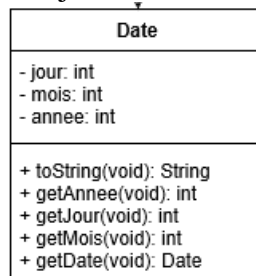 Date
- jour: int
- mois: int
- annee: int
+ toString(void): String
+ getAnnee(void): int
+ getJour(void): int
+ getMois(void): int
+ getDate(void): Date